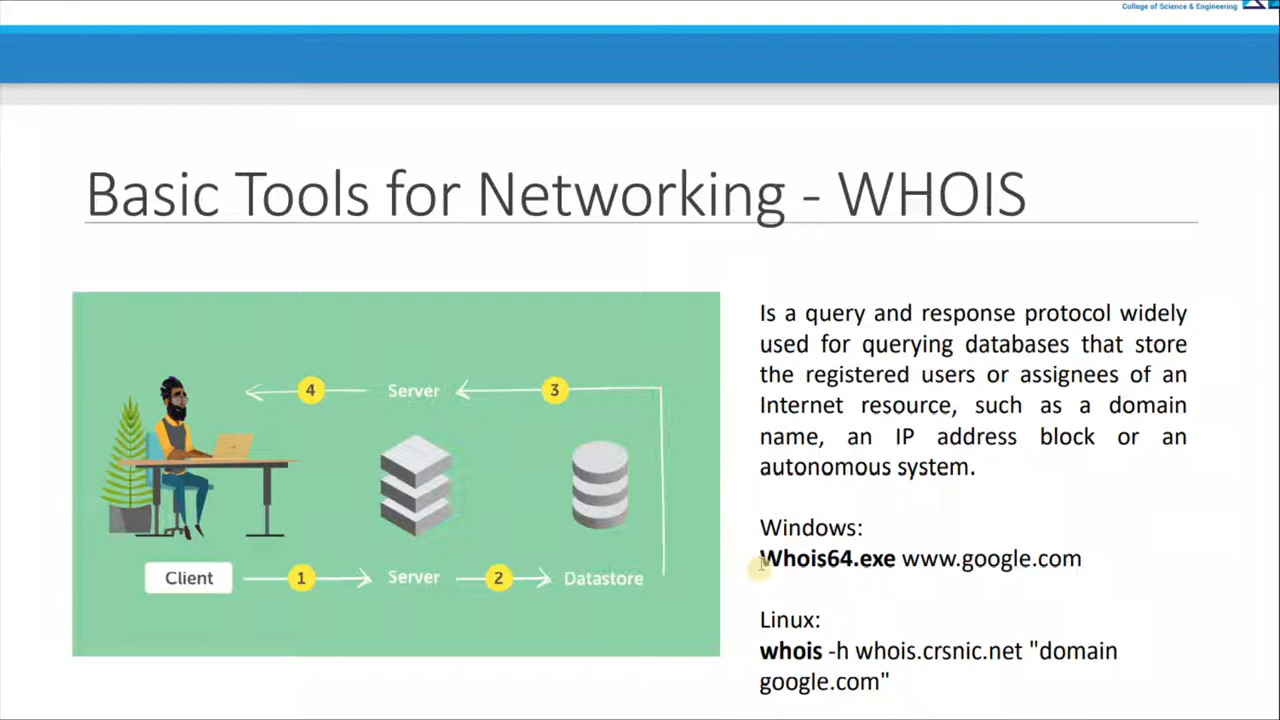 College of Science & Engineering
Basic Tools for Networking - WHOIS
4
Server
3
Client
1
Server
2
Datastore
Is a query and response protocol widely
used for querying databases that store
the registered users or assignees of an
Internet resource, such as a domain
name, an IP address block or an
autonomous system.
Windows:
Whois64.exe www.google.com
Linux:
whois -h whois.crsnic.net "domain
google.com"